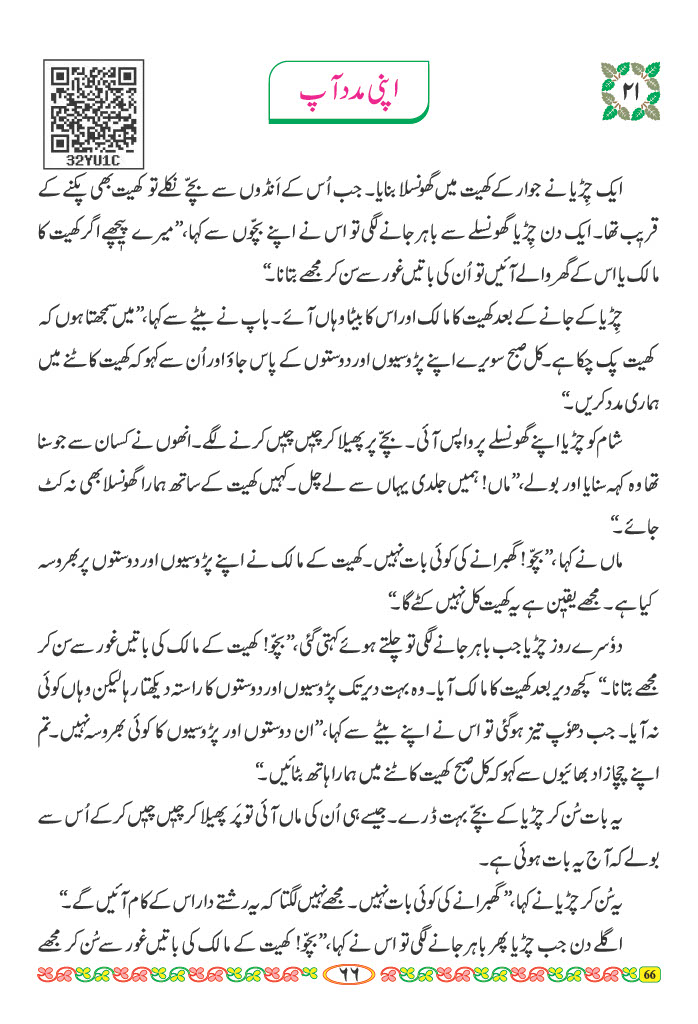 ۲۱
اپنی مدد آپ
32YU1C
ایک چِڑیا نے جوار کے کھیت میں گھونسلا بنایا۔ جب اُس کے اَنڈوں سے بچّے نکلے تو کھیت بھی پکنے کے
قریب تھا۔ ایک دن چِڑیا گھونسلے سے باہر جانے لگی تو اس نے اپنے بچّوں سے کہا، ”میرے پیچھے اگر کھیت کا
مالک یا اس کے گھر والے آئیں تو اُن کی باتیں غور سے سن کر مجھے بتانا۔“
چِڑیا کے جانے کے بعد کھیت کا مالک اور اس کا بیٹا وہاں آئے۔ باپ نے بیٹے سے کہا، ”میں سمجھتا ہوں کہ
کھیت پک چکا ہے۔ کل صبح سویرے اپنے پڑوسیوں اور دوستوں کے پاس جاؤ اور اُن سے کہو کہ کھیت کاٹنے میں
ہماری مدد کریں۔“
شام کو چڑیا اپنے گھونسلے پر واپس آئی۔ بچّے پر پھیلا کر چیں چیں کرنے لگے۔ انھوں نے کسان سے جو سنا
تھا وہ کہہ سنایا اور بولے، ”ماں! ہمیں جلدی یہاں سے لے چل۔ کہیں کھیت کے ساتھ ہمارا گھونسلا بھی نہ کٹ
جائے۔“
ماں نے کہا، ”بچّو! گھبرانے کی کوئی بات نہیں۔ کھیت کے مالک نے اپنے پڑوسیوں اور دوستوں پر بھروسہ
کیا ہے۔ مجھے یقین ہے یہ کھیت کل نہیں کٹے گا۔“
دوٗسرے روز چڑیا جب باہر جانے لگی تو چلتے ہوئے کہتی گئی، ”بچّو! کھیت کے مالک کی باتیں غور سے سن کر
مجھے بتانا۔“ کچھ دیر بعد کھیت کا مالک آیا۔ وہ بہت دیر تک پڑوسیوں اور دوستوں کا راستہ دیکھتا رہا لیکن وہاں کوئی
نہ آیا۔ جب دھوٗپ تیز ہوگئی تو اس نے اپنے بیٹے سے کہا، ”ان دوستوں اور پڑوسیوں کا کوئی بھروسہ نہیں۔ تم
اپنے چچازاد بھائیوں سے کہو کہ کل صبح کھیت کاٹنے میں ہمارا ہاتھ بٹائیں۔“
یہ بات سُن کر چڑیا کے بچّے بہت ڈرے۔ جیسے ہی اُن کی ماں آئی تو پَر پھیلا کر چیں چیں کرکے اُس سے
بولے کہ آج یہ بات ہوئی ہے۔
یہ سُن کر چڑیا نے کہا، ”گھبرانے کی کوئی بات نہیں۔ مجھے نہیں لگتا کہ یہ رشتے دار اس کے کام آئیں گے۔“
اگلے دن جب چڑیا پھر باہر جانے لگی تو اس نے کہا، ”بچّو! کھیت کے مالک کی باتیں غور سے سُن کر مجھے
۶۶
66